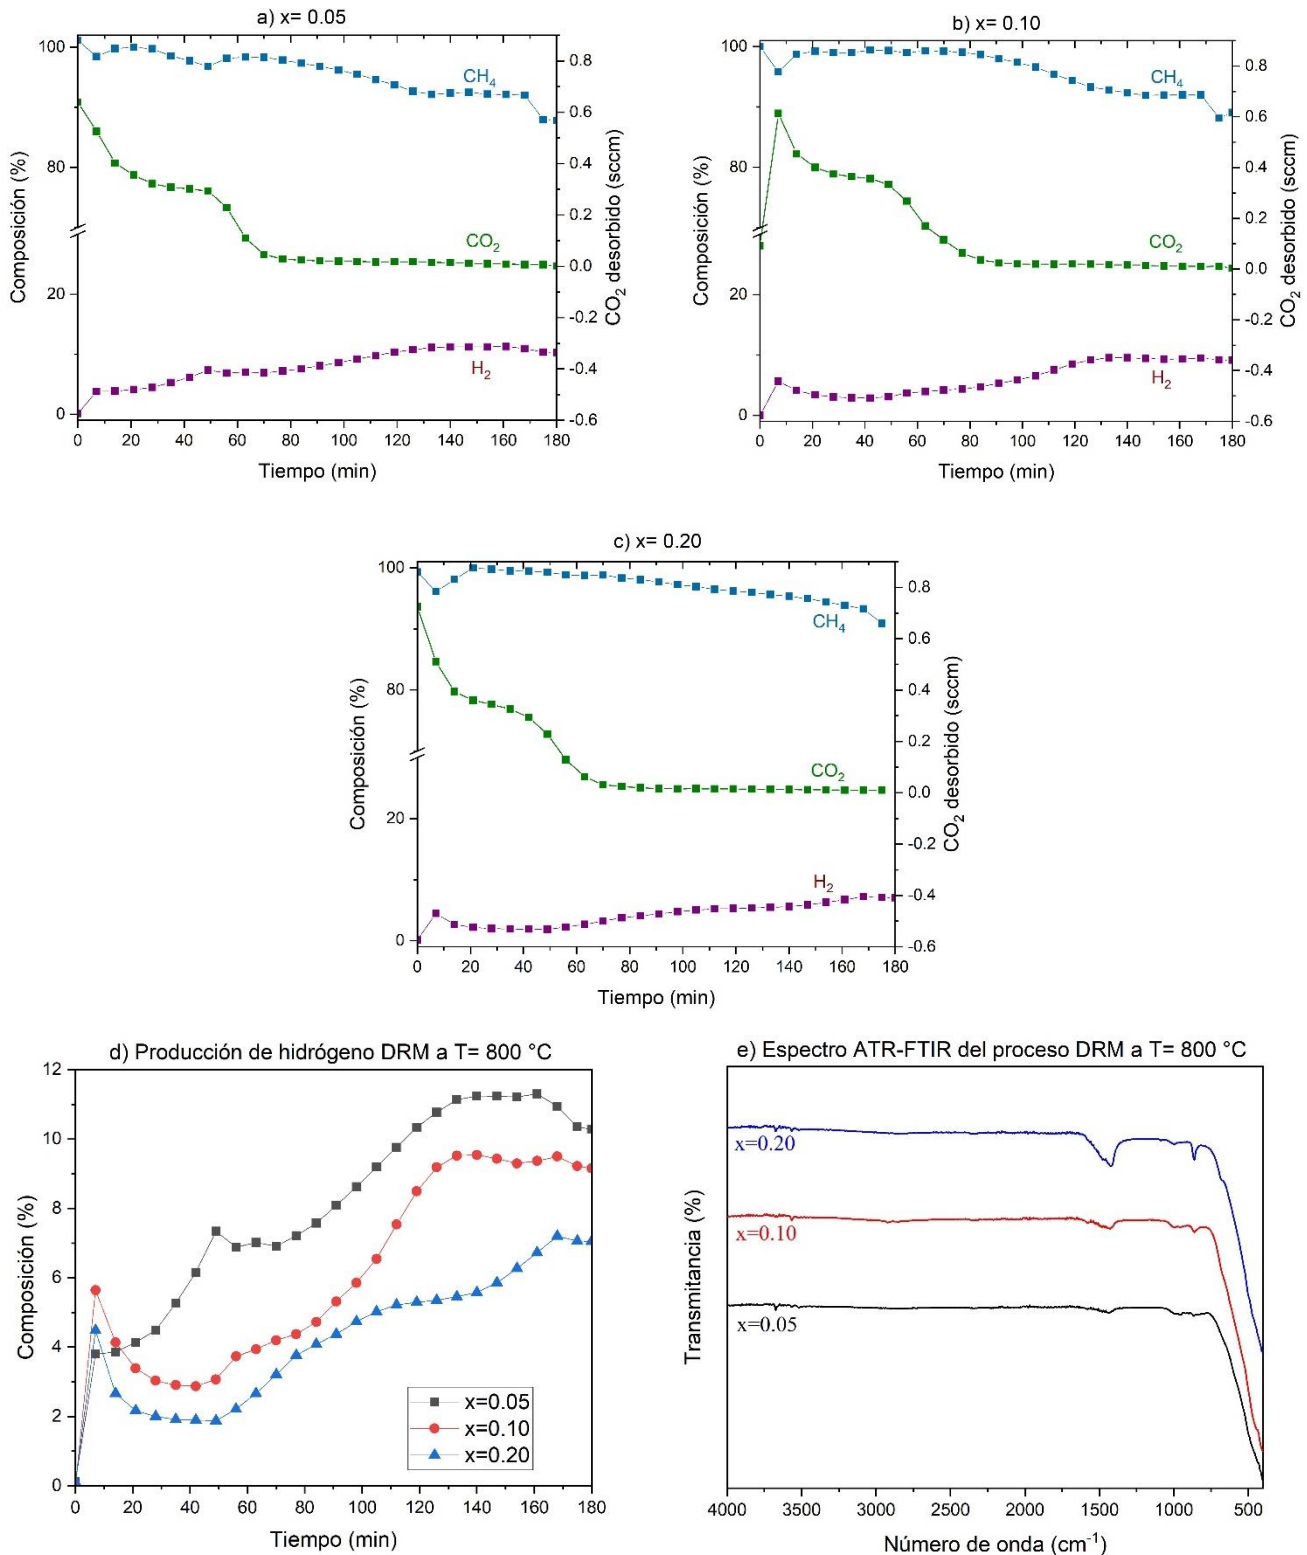 a) x= 0.05
100
80
20
0
Composición (%)
CH4
CO2
H2
0.8
0.6
0.4
0.2
0.0
-0.2
-0.4
-0.6
CO2 desorbido (sccm)
0 20 40 60 80 100 120 140 160 180
Tiempo (min)
b) x= 0.10
100
80
20
0
Composición (%)
CH4
CO2
H2
0.8
0.6
0.4
0.2
0.0
-0.2
-0.4
-0.6
CO2 desorbido (sccm)
0 20 40 60 80 100 120 140 160 180
Tiempo (min)
c) x= 0.20
100
80
20
0
Composición (%)
CH4
CO2
H2
0.8
0.6
0.4
0.2
0.0
-0.2
-0.4
-0.6
CO2 desorbido (sccm)
0 20 40 60 80 100 120 140 160 180
Tiempo (min)
d) Producción de hidrógeno DRM a T= 800 °C
12
10
8
6
4
2
0
Composición (%)
x=0.05
x=0.10
x=0.20
0 20 40 60 80 100 120 140 160 180
Tiempo (min)
e) Espectro ATR-FTIR del proceso DRM a T= 800 °C
Transmitancia (%)
x=0.20
x=0.10
x=0.05
4000 3500 3000 2500 2000 1500 1000 500
Número de onda (cm-1)